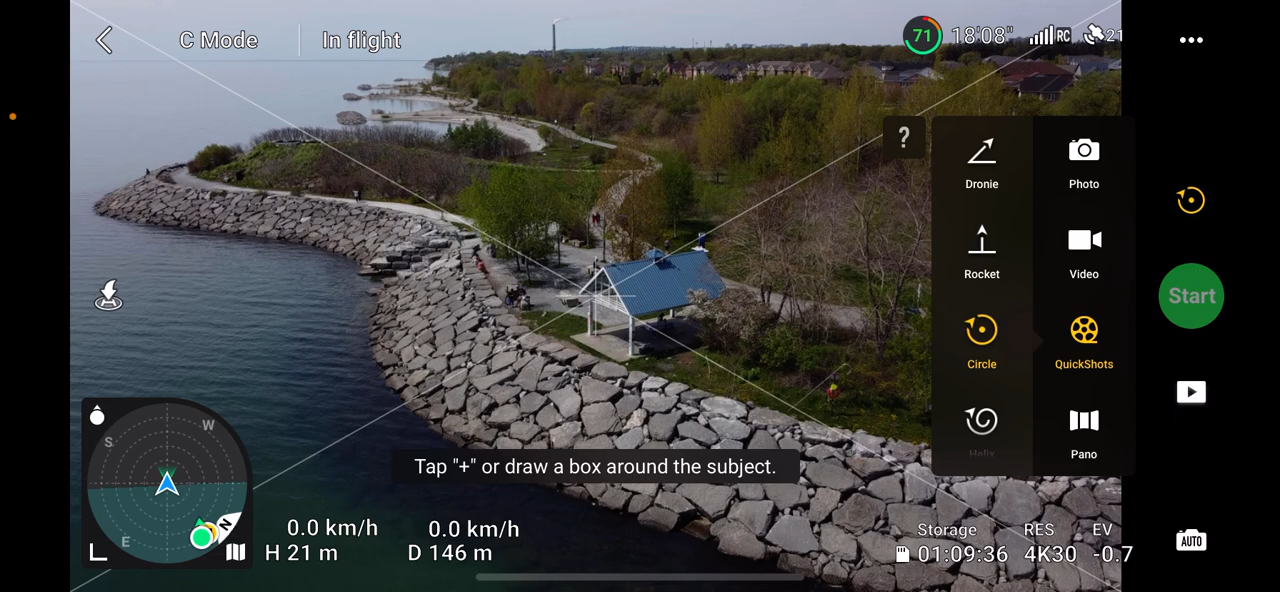 C Mode
In flight
71
18'08"
RC
21
?
Dronie
Photo
Rocket
Video
Circle
QuickShots
Helix
Pano
Start
W
S
N
E
Tap "+" or draw a box around the subject.
0.0 km/h
0.0 km/h
H 21 m
D 146 m
Storage
RES
EV
01:09:36
4K30
-0.7
AUTO